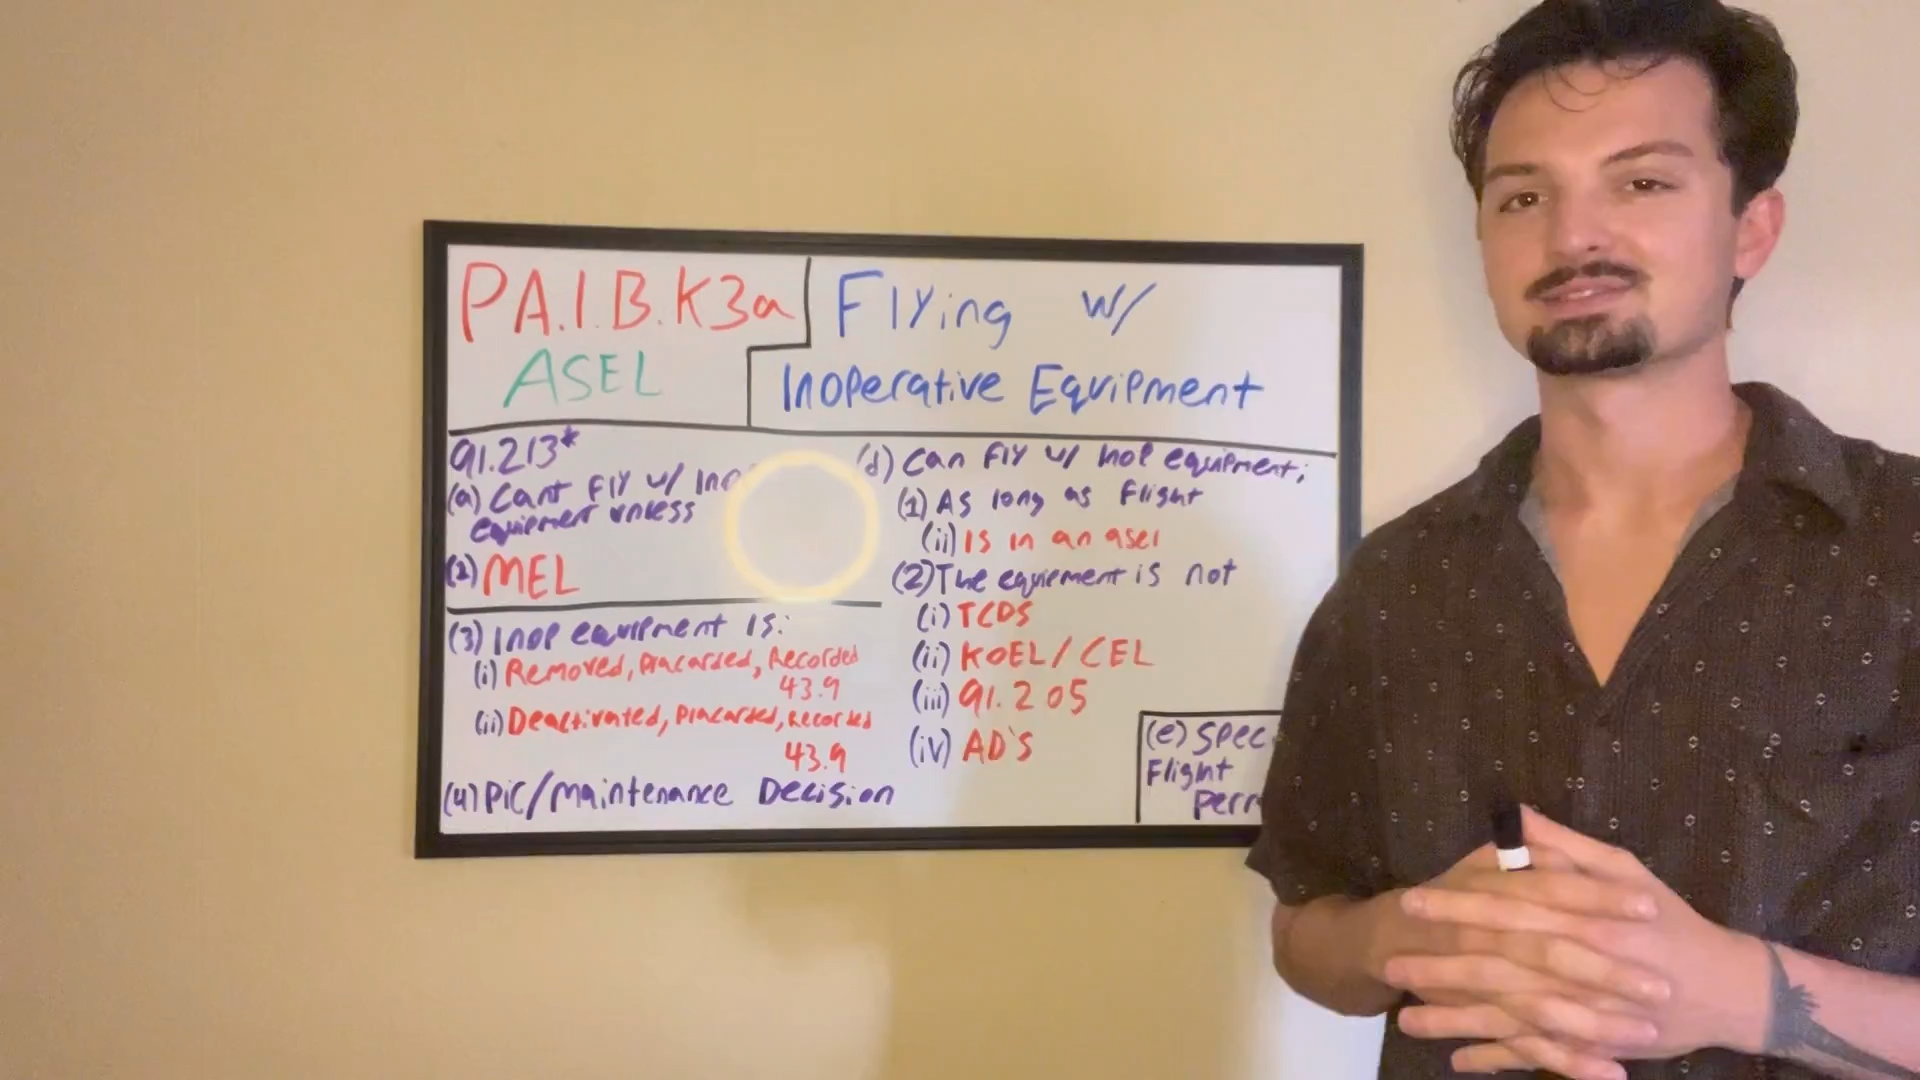 PA.I.B.K3a
ASEL
Flying w/
Inoperative Equipment
91.213*
(a) Cant Fly w/ Ino
equipment unless
(1) MEL
(3) Inop equipment is:
(i) Removed, placarded, Recorded
43.9
(ii) Deactivated, placarded, Recorded
43.9
(4) PIC/maintenance Decision
(d) Can Fly w/ Inop equipment;
(1) As long as Flight
(ii) Is in an asel
(2) The equipment is not
(i) TCDS
(ii) KOEL/CEL
(iii) 91.205
(iv) AD's
(e) Spec
Flight
Perm